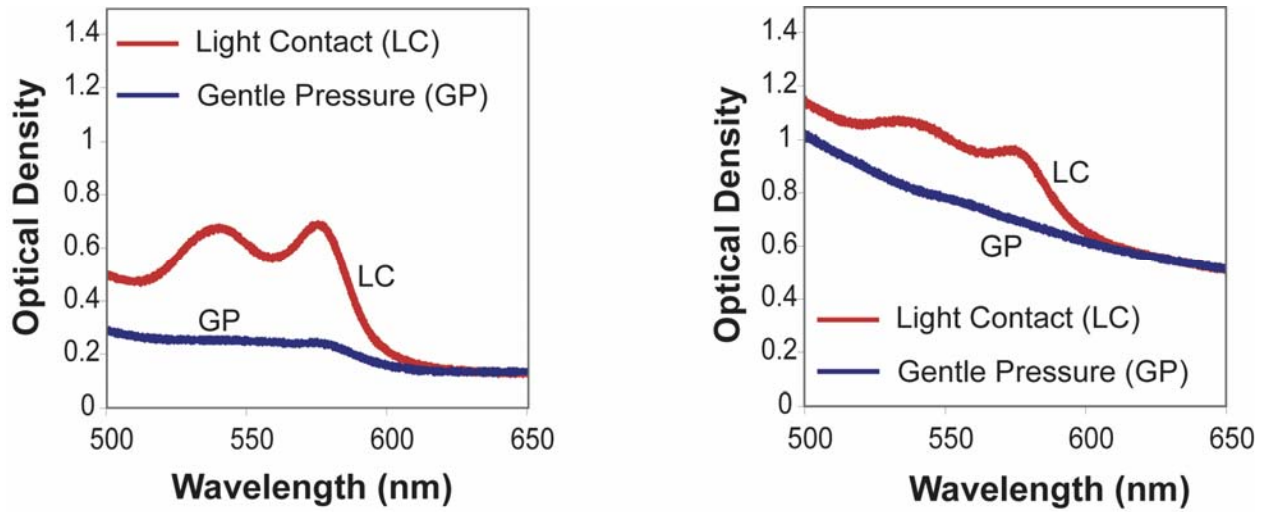 Optical Density
1.4
1.2
1
0.8
0.6
0.4
0.2
0
Light Contact (LC)
Gentle Pressure (GP)
LC
GP
500
550
600
650
Wavelength (nm)
Optical Density
1.4
1.2
1
0.8
0.6
0.4
0.2
0
LC
GP
Light Contact (LC)
Gentle Pressure (GP)
500
550
600
650
Wavelength (nm)